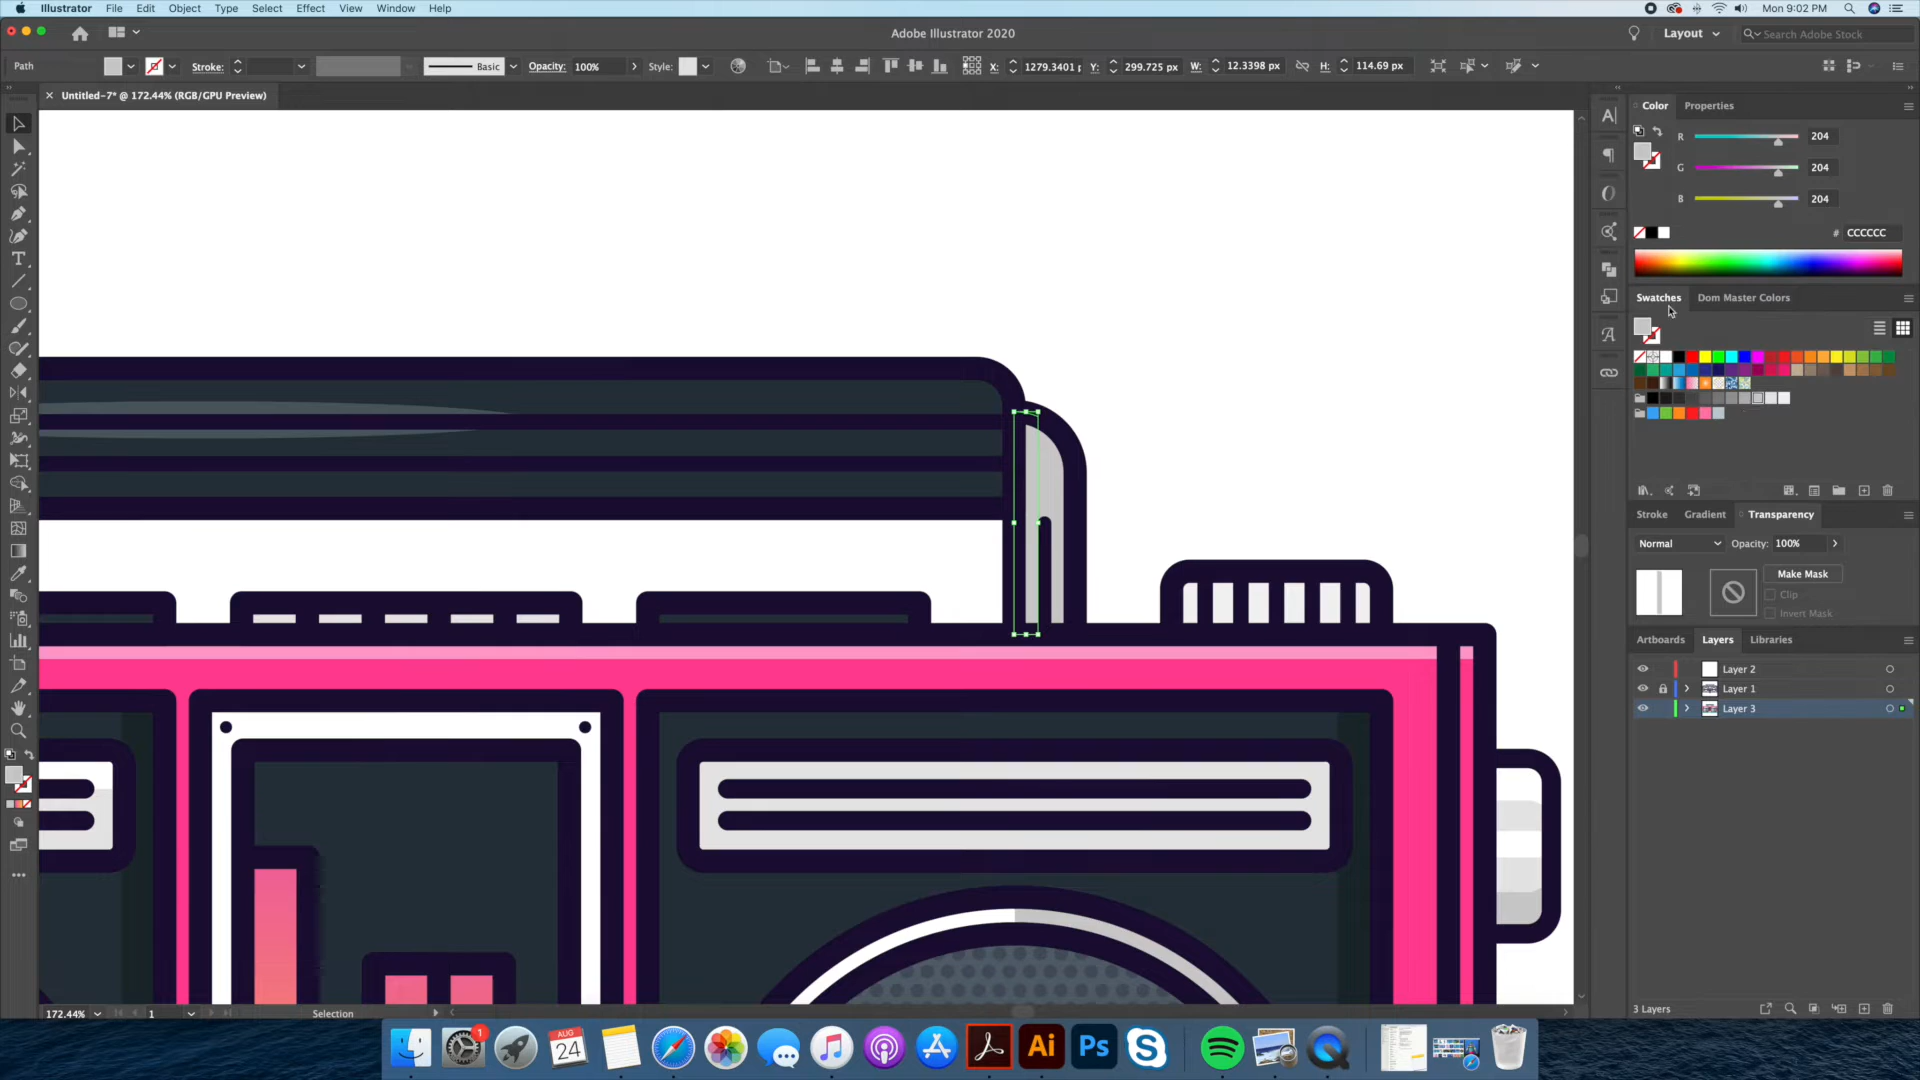 Illustrator File Edit Object Type Select Effect View Window Help
Mon 9:02 PM
Adobe Illustrator 2020
Layout
Search Adobe Stock
Path
Stroke:
Basic
Opacity: 100%
Style:
X: 1279.3401
Y: 299.725 px
W: 12.3398 px
H: 114.69 px
Untitled-7* @ 172.44% (RGB/GPU Preview)
Color Properties
R 204
G 204
B 204
# CCCCCC
Swatches Dom Master Colors
Stroke Gradient Transparency
Normal Opacity: 100%
Make Mask
Clip
Invert Mask
Artboards Layers Libraries
Layer 2
Layer 1
Layer 3
3 Layers
172.44% 1 Selection
AUG
24
1
Ai
Ps